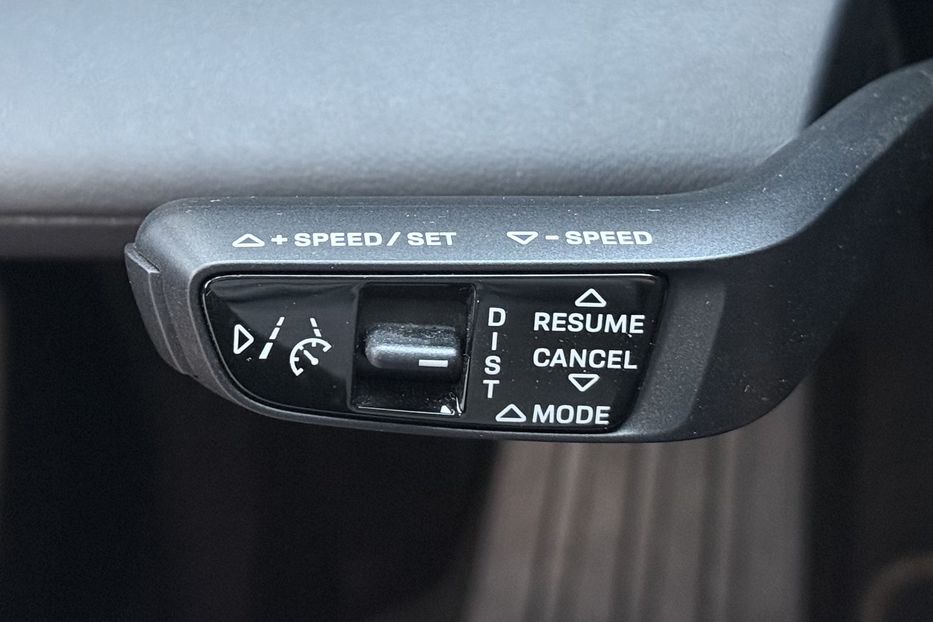 + SPEED / SET
- SPEED
DIST
RESUME
CANCEL
MODE